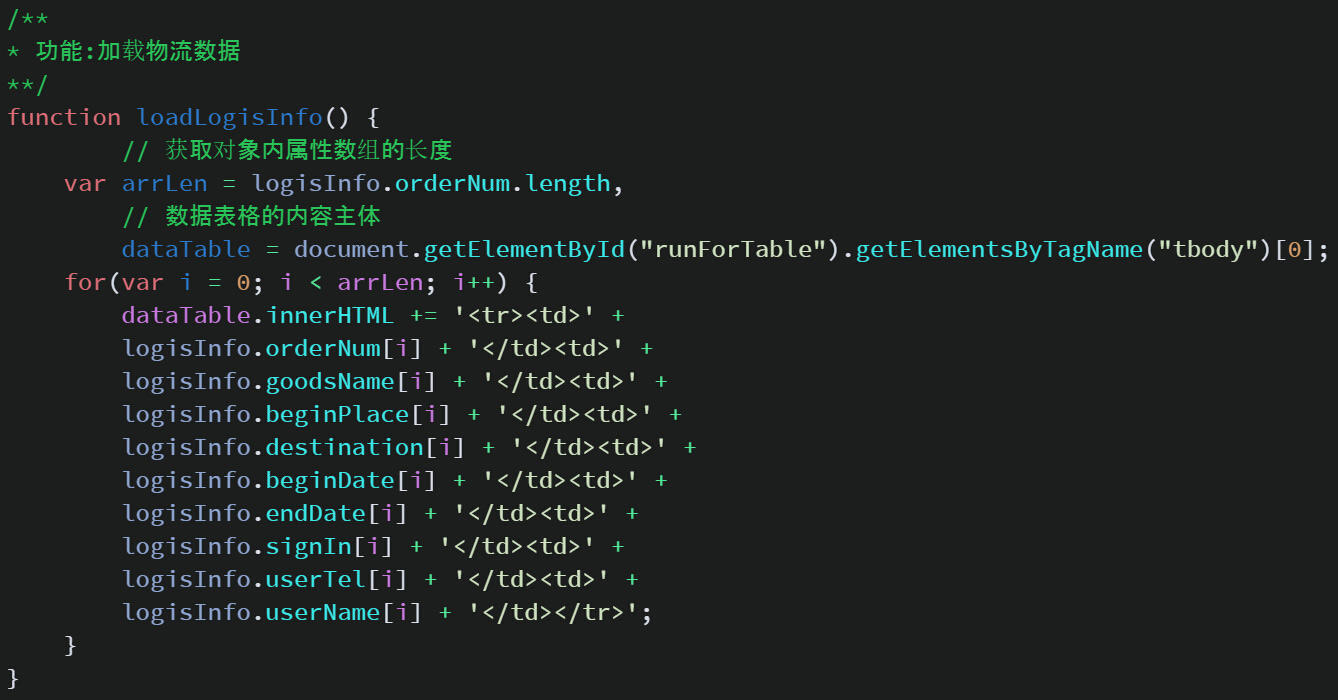 /**
* 功能:加载物流数据
**/
function loadLogisInfo() {
        // 获取对象内属性数组的长度
    var arrLen = logisInfo.orderNum.length,
        // 数据表格的内容主体
        dataTable = document.getElementById("runForTable").getElementsByTagName("tbody")[0];
    for(var i = 0; i < arrLen; i++) {
        dataTable.innerHTML += '<tr><td>' +
        logisInfo.orderNum[i] + '</td><td>' +
        logisInfo.goodsName[i] + '</td><td>' +
        logisInfo.beginPlace[i] + '</td><td>' +
        logisInfo.destination[i] + '</td><td>' +
        logisInfo.beginDate[i] + '</td><td>' +
        logisInfo.endDate[i] + '</td><td>' +
        logisInfo.signIn[i] + '</td><td>' +
        logisInfo.userTel[i] + '</td><td>' +
        logisInfo.userName[i] + '</td></tr>';
    }
}